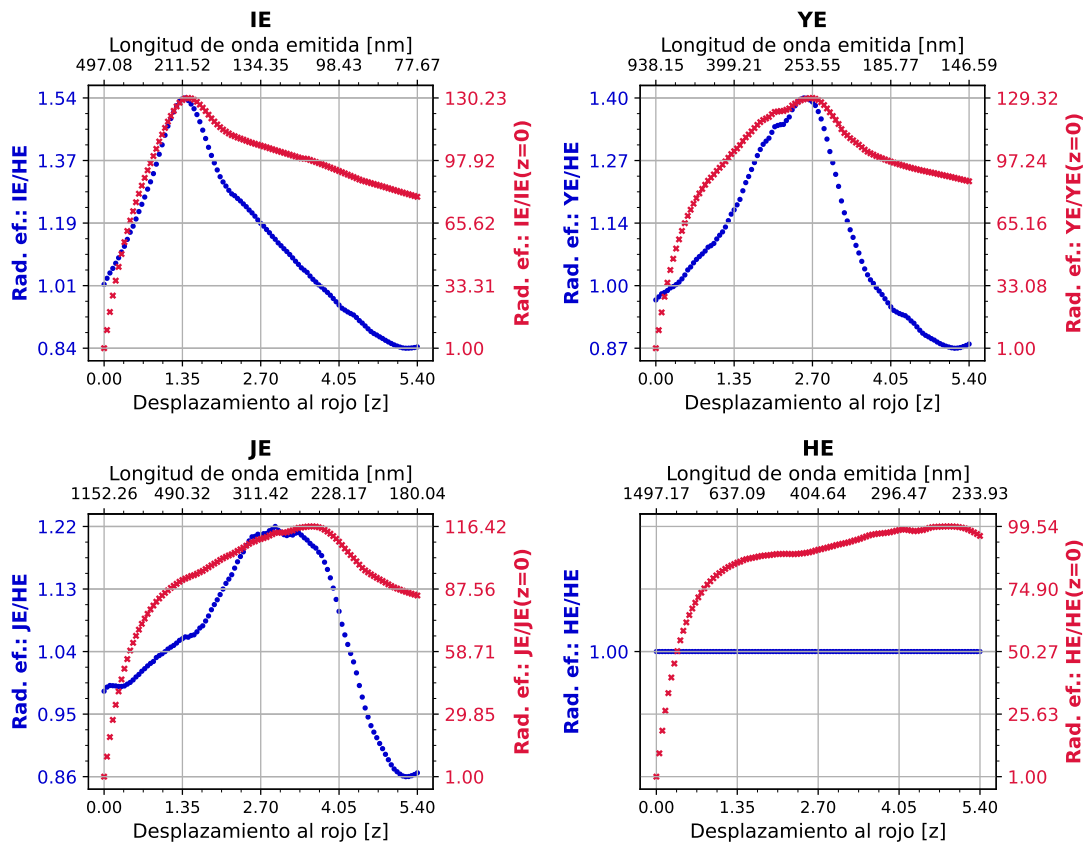 IE
Longitud de onda emitida [nm]
497.08 211.52 134.35 98.43 77.67
1.54
1.37
1.19
1.01
0.84
Rad. ef.: IE/HE
130.23
97.92
65.62
33.31
1.00
Rad. ef.: IE/IE(z=0)
0.00 1.35 2.70 4.05 5.40
Desplazamiento al rojo [z]
YE
Longitud de onda emitida [nm]
938.15 399.21 253.55 185.77 146.59
1.40
1.27
1.14
1.00
0.87
Rad. ef.: YE/HE
129.32
97.24
65.16
33.08
1.00
Rad. ef.: YE/YE(z=0)
0.00 1.35 2.70 4.05 5.40
Desplazamiento al rojo [z]
JE
Longitud de onda emitida [nm]
1152.26 490.32 311.42 228.17 180.04
1.22
1.13
1.04
0.95
0.86
Rad. ef.: JE/HE
116.42
87.56
58.71
29.85
1.00
Rad. ef.: JE/JE(z=0)
0.00 1.35 2.70 4.05 5.40
Desplazamiento al rojo [z]
HE
Longitud de onda emitida [nm]
1497.17 637.09 404.64 296.47 233.93
1.00
Rad. ef.: HE/HE
99.54
74.90
50.27
25.63
1.00
Rad. ef.: HE/HE(z=0)
0.00 1.35 2.70 4.05 5.40
Desplazamiento al rojo [z]